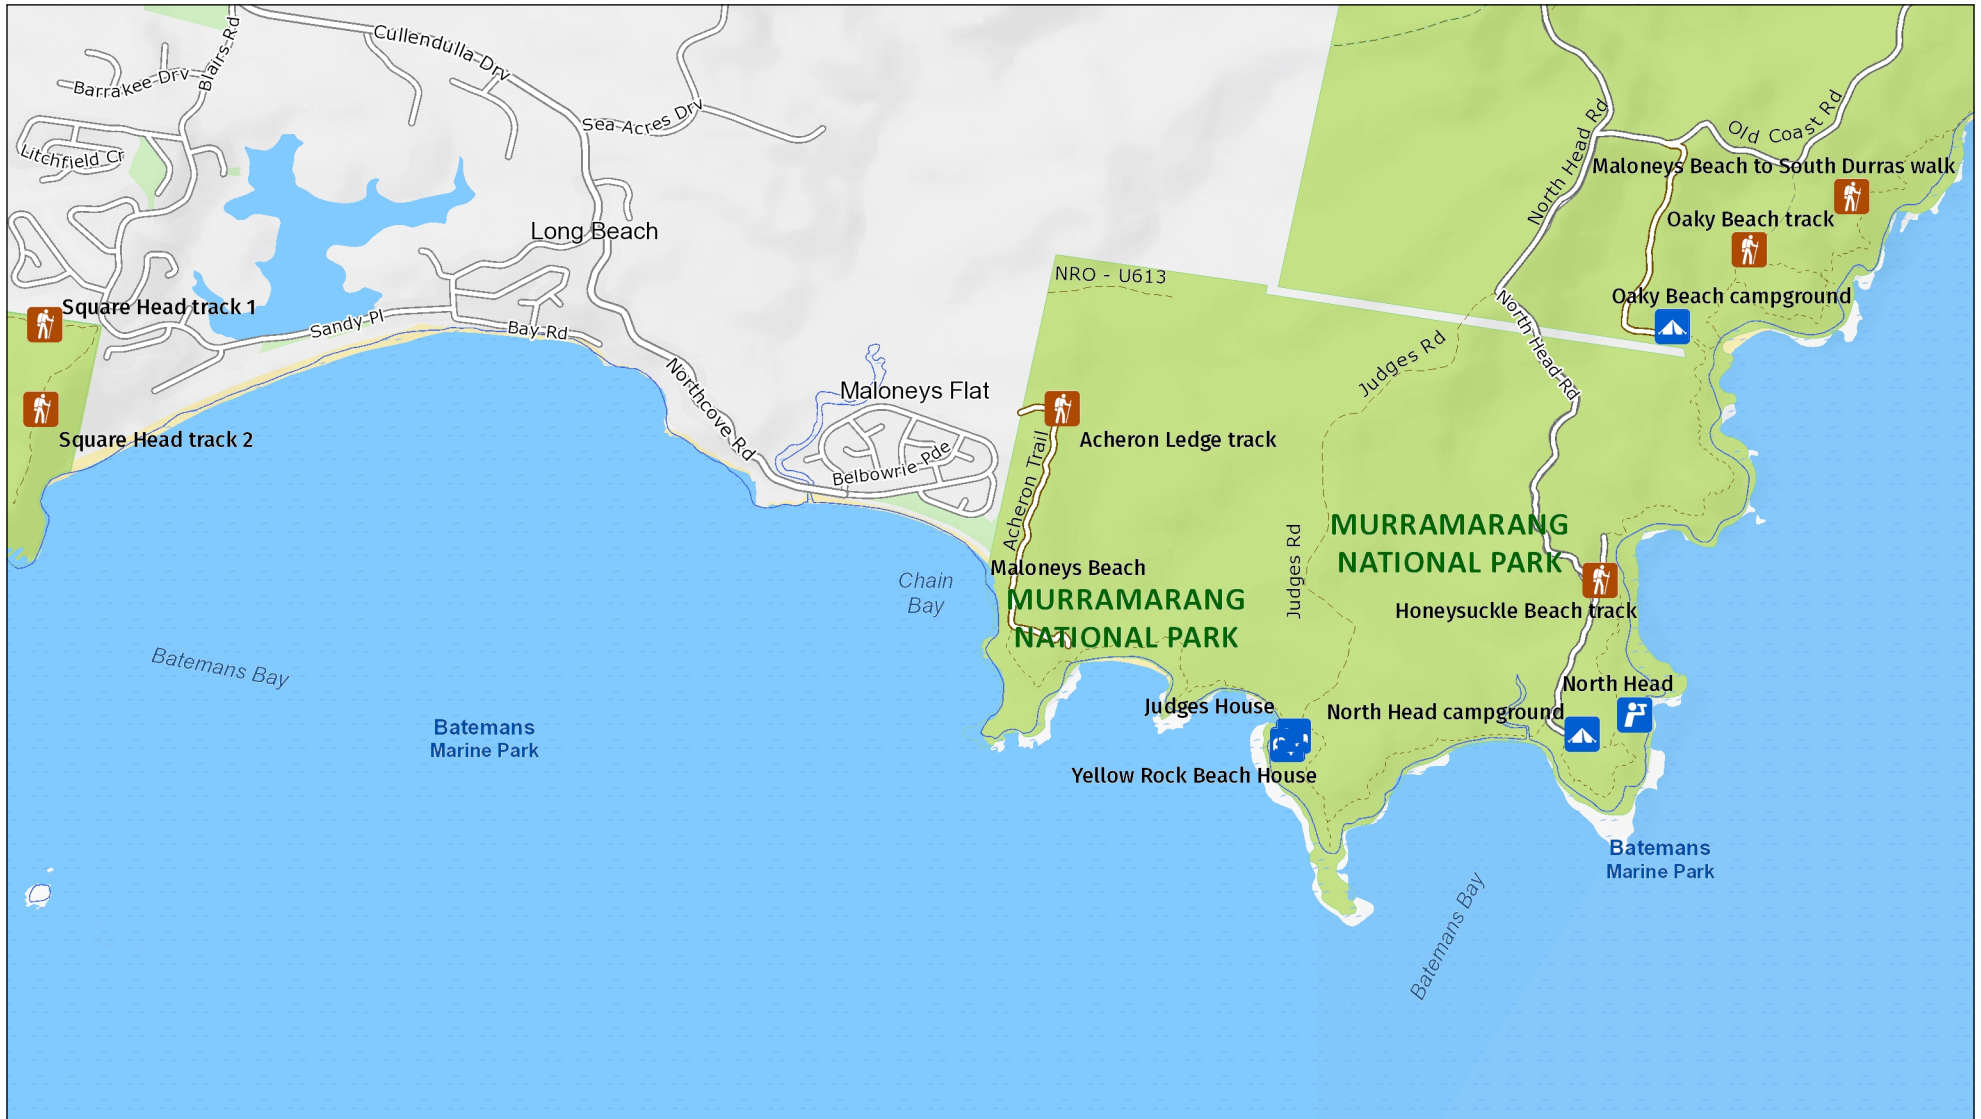 Cullendulla Drv
Blairs Rd
Barrakee Drv
Sea Acres Drv
Litchfield Cr
North Head Rd
Old Coast Rd
Maloneys Beach to South Durras walk
Oaky Beach track
Long Beach
NRO - U613
Square Head track 1
Sandy Pl
Bay Rd
Oaky Beach campground
North Head Rd
Judges Rd
Northcove Rd
Maloneys Flat
Square Head track 2
Belbowrie Pde
Acheron Trail
Acheron Ledge track
MURRAMARANG
NATIONAL PARK
Judges Rd
Maloneys Beach
Chain
Bay
MURRAMARANG
NATIONAL PARK
Honeysuckle Beach track
Batemans Bay
North Head
Judges House
North Head campground
Batemans
Marine Park
Yellow Rock Beach House
Batemans
Marine Park
Batemans Bay